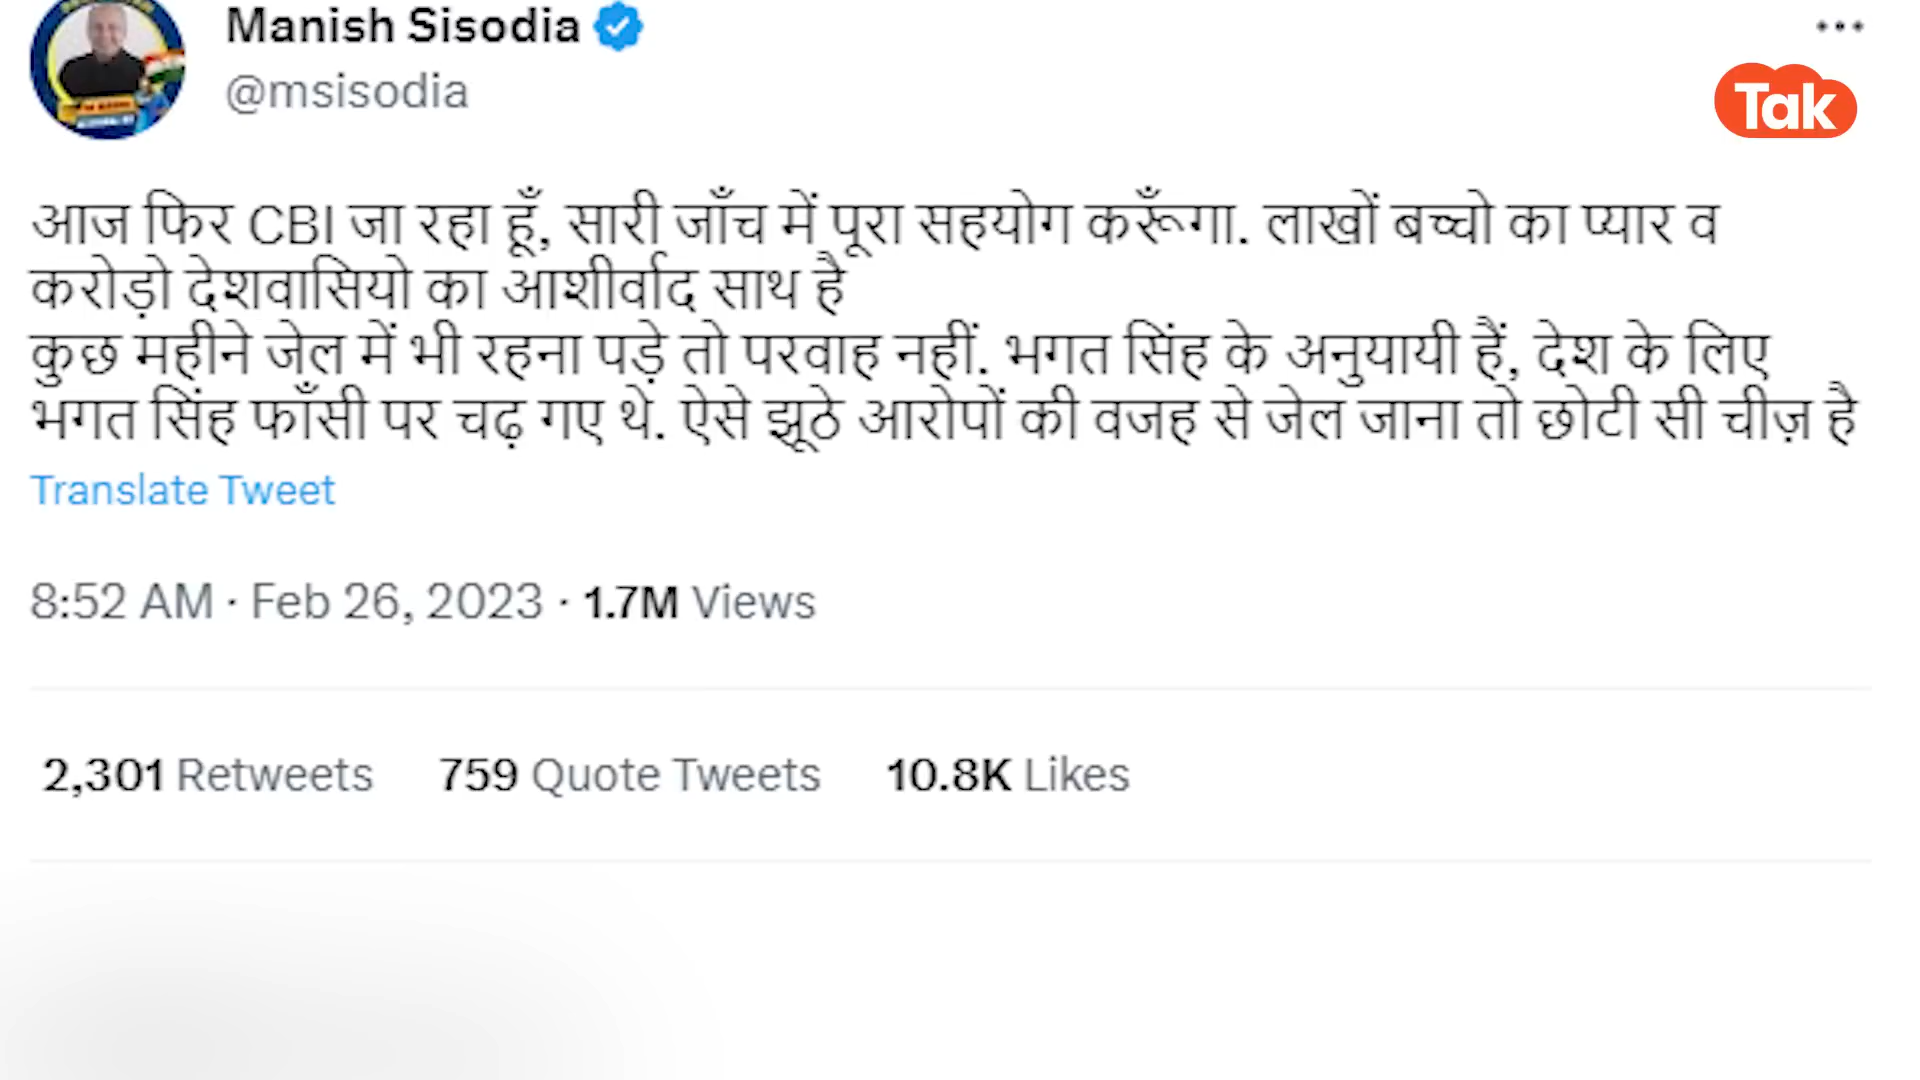 Manish Sisodia
@msisodia
Tak
आज फिर CBI जा रहा हूँ, सारी जाँच में पूरा सहयोग करूँगा. लाखों बच्चो का प्यार व
करोड़ो देशवासियो का आशीर्वाद साथ है
कुछ महीने जेल में भी रहना पड़े तो परवाह नहीं. भगत सिंह के अनुयायी हैं, देश के लिए
भगत सिंह फाँसी पर चढ़ गए थे. ऐसे झूठे आरोपों की वजह से जेल जाना तो छोटी सी चीज़ है
Translate Tweet
8:52 AM · Feb 26, 2023 · 1.7M Views
2,301 Retweets 759 Quote Tweets 10.8K Likes